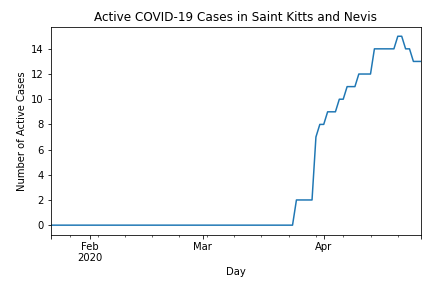 Active COVID-19 Cases in Saint Kitts and Nevis
Number of Active Cases
14
12
10
8
6
4
2
0
Feb
2020
Mar
Apr
Day